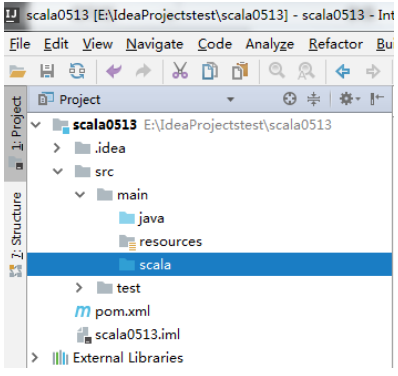 scala0513 [E:\IdeaProjectstest\scala0513] - scala0513 - Int
File Edit View Navigate Code Analyze Refactor Bui
Project
1: Project
scala0513 E:\IdeaProjectstest\scala0513
.idea
src
main
java
resources
scala
7: Structure
test
pom.xml
scala0513.iml
External Libraries